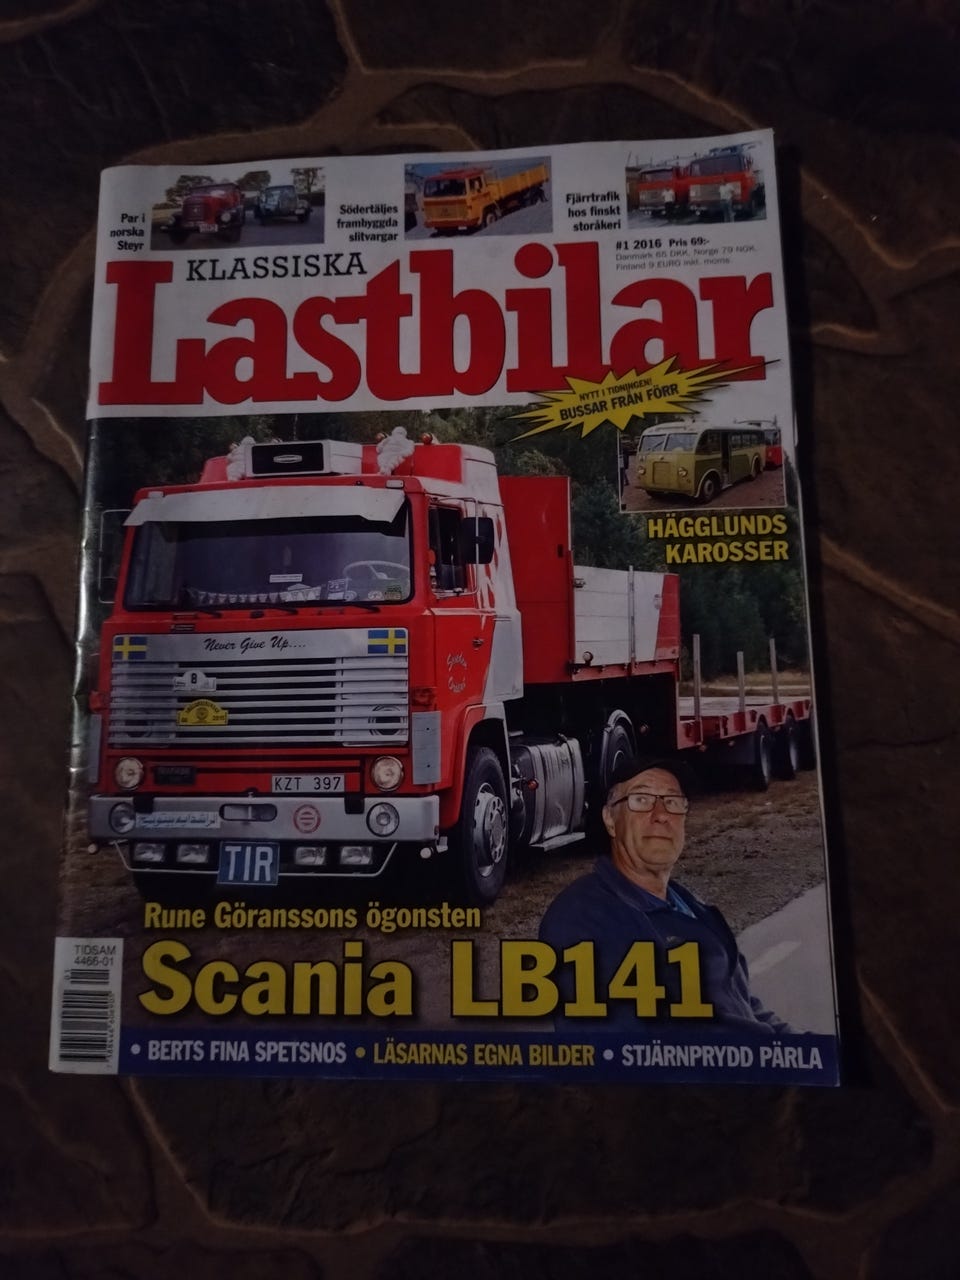 Par i
norska
Steyr
Södertäljes
frambyggda
slitvargar
Fjärrtrafik
hos finskt
storåkeri
#1 2016 Pris 69:-
Danmark 65 DKK, Norge 79 NOK,
Finland 9 EURO inkl. moms
KLASSISKA
Lastbilar
NYTT I TIDNINGEN!
BUSSAR FRÅN FÖRR
HÄGGLUNDS
KAROSSER
Never Give Up....
8
KZT 397
TIR
Rune Göranssons ögonsten
Scania LB141
TIDSAM
4466-01
01
• BERTS FINA SPETSNOS • LÄSARNAS EGNA BILDER • STJÄRNPRYDD PÄRLA